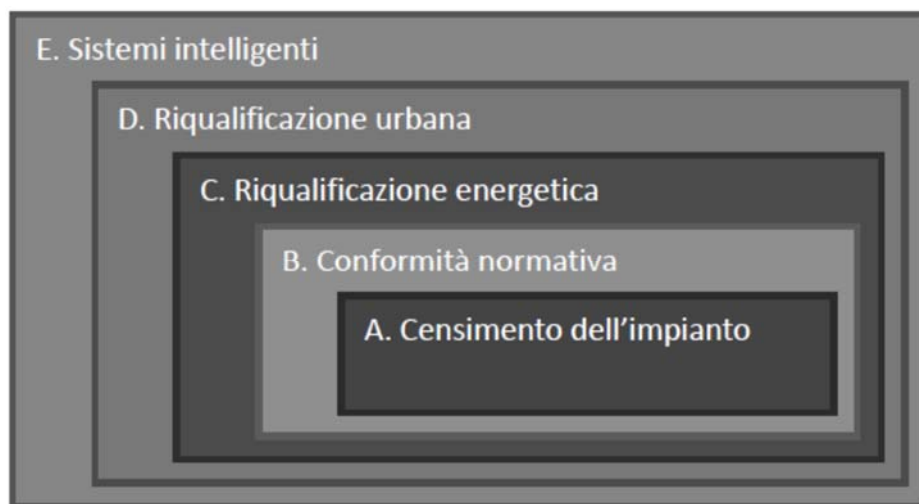 E. Sistemi intelligenti
D. Riqualificazione urbana
C. Riqualificazione energetica
B. Conformità normativa
A. Censimento dell'impianto